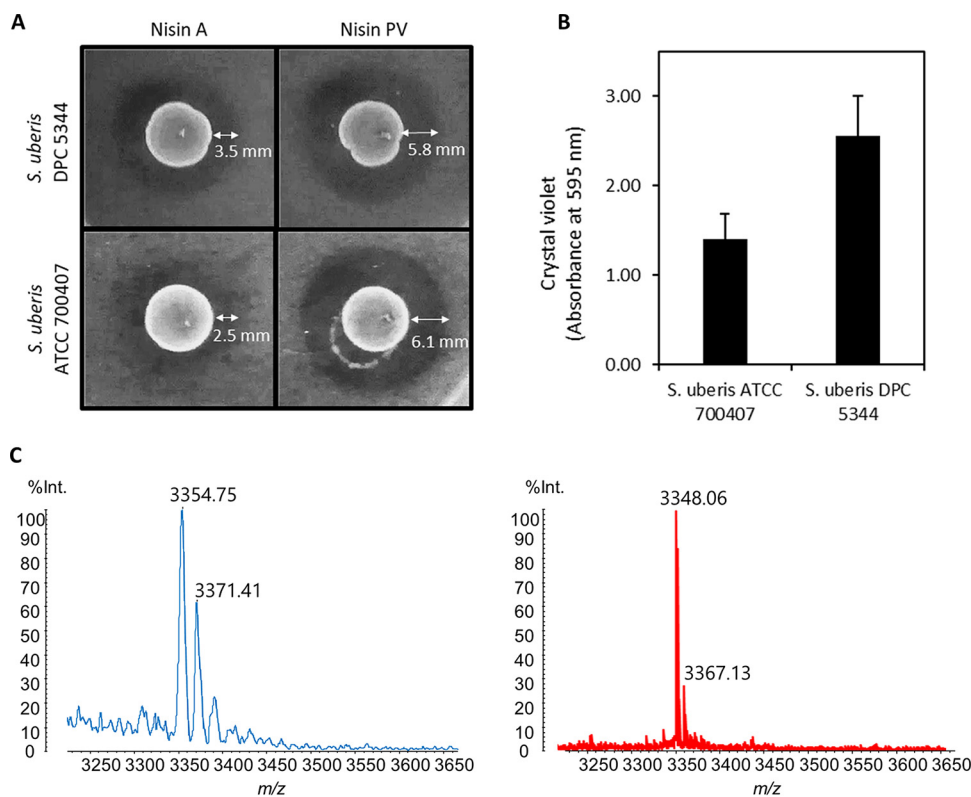 A
Nisin A
Nisin PV
S. uberis
DPC 5344
3.5 mm
5.8 mm
S. uberis
ATCC 700407
2.5 mm
6.1 mm
B
Crystal violet
(Absorbance at 595 nm)
3.00
2.00
1.00
0.00
S. uberis ATCC
700407
S. uberis DPC
5344
C
%Int.
3354.75
3371.41
100
90
80
70
60
50
40
30
20
10
0
3250 3300 3350 3400 3450 3500 3550 3600 3650
m/z
%Int.
3348.06
3367.13
100
90
80
70
60
50
40
30
20
10
0
3250 3300 3350 3400 3450 3500 3550 3600 3650
m/z